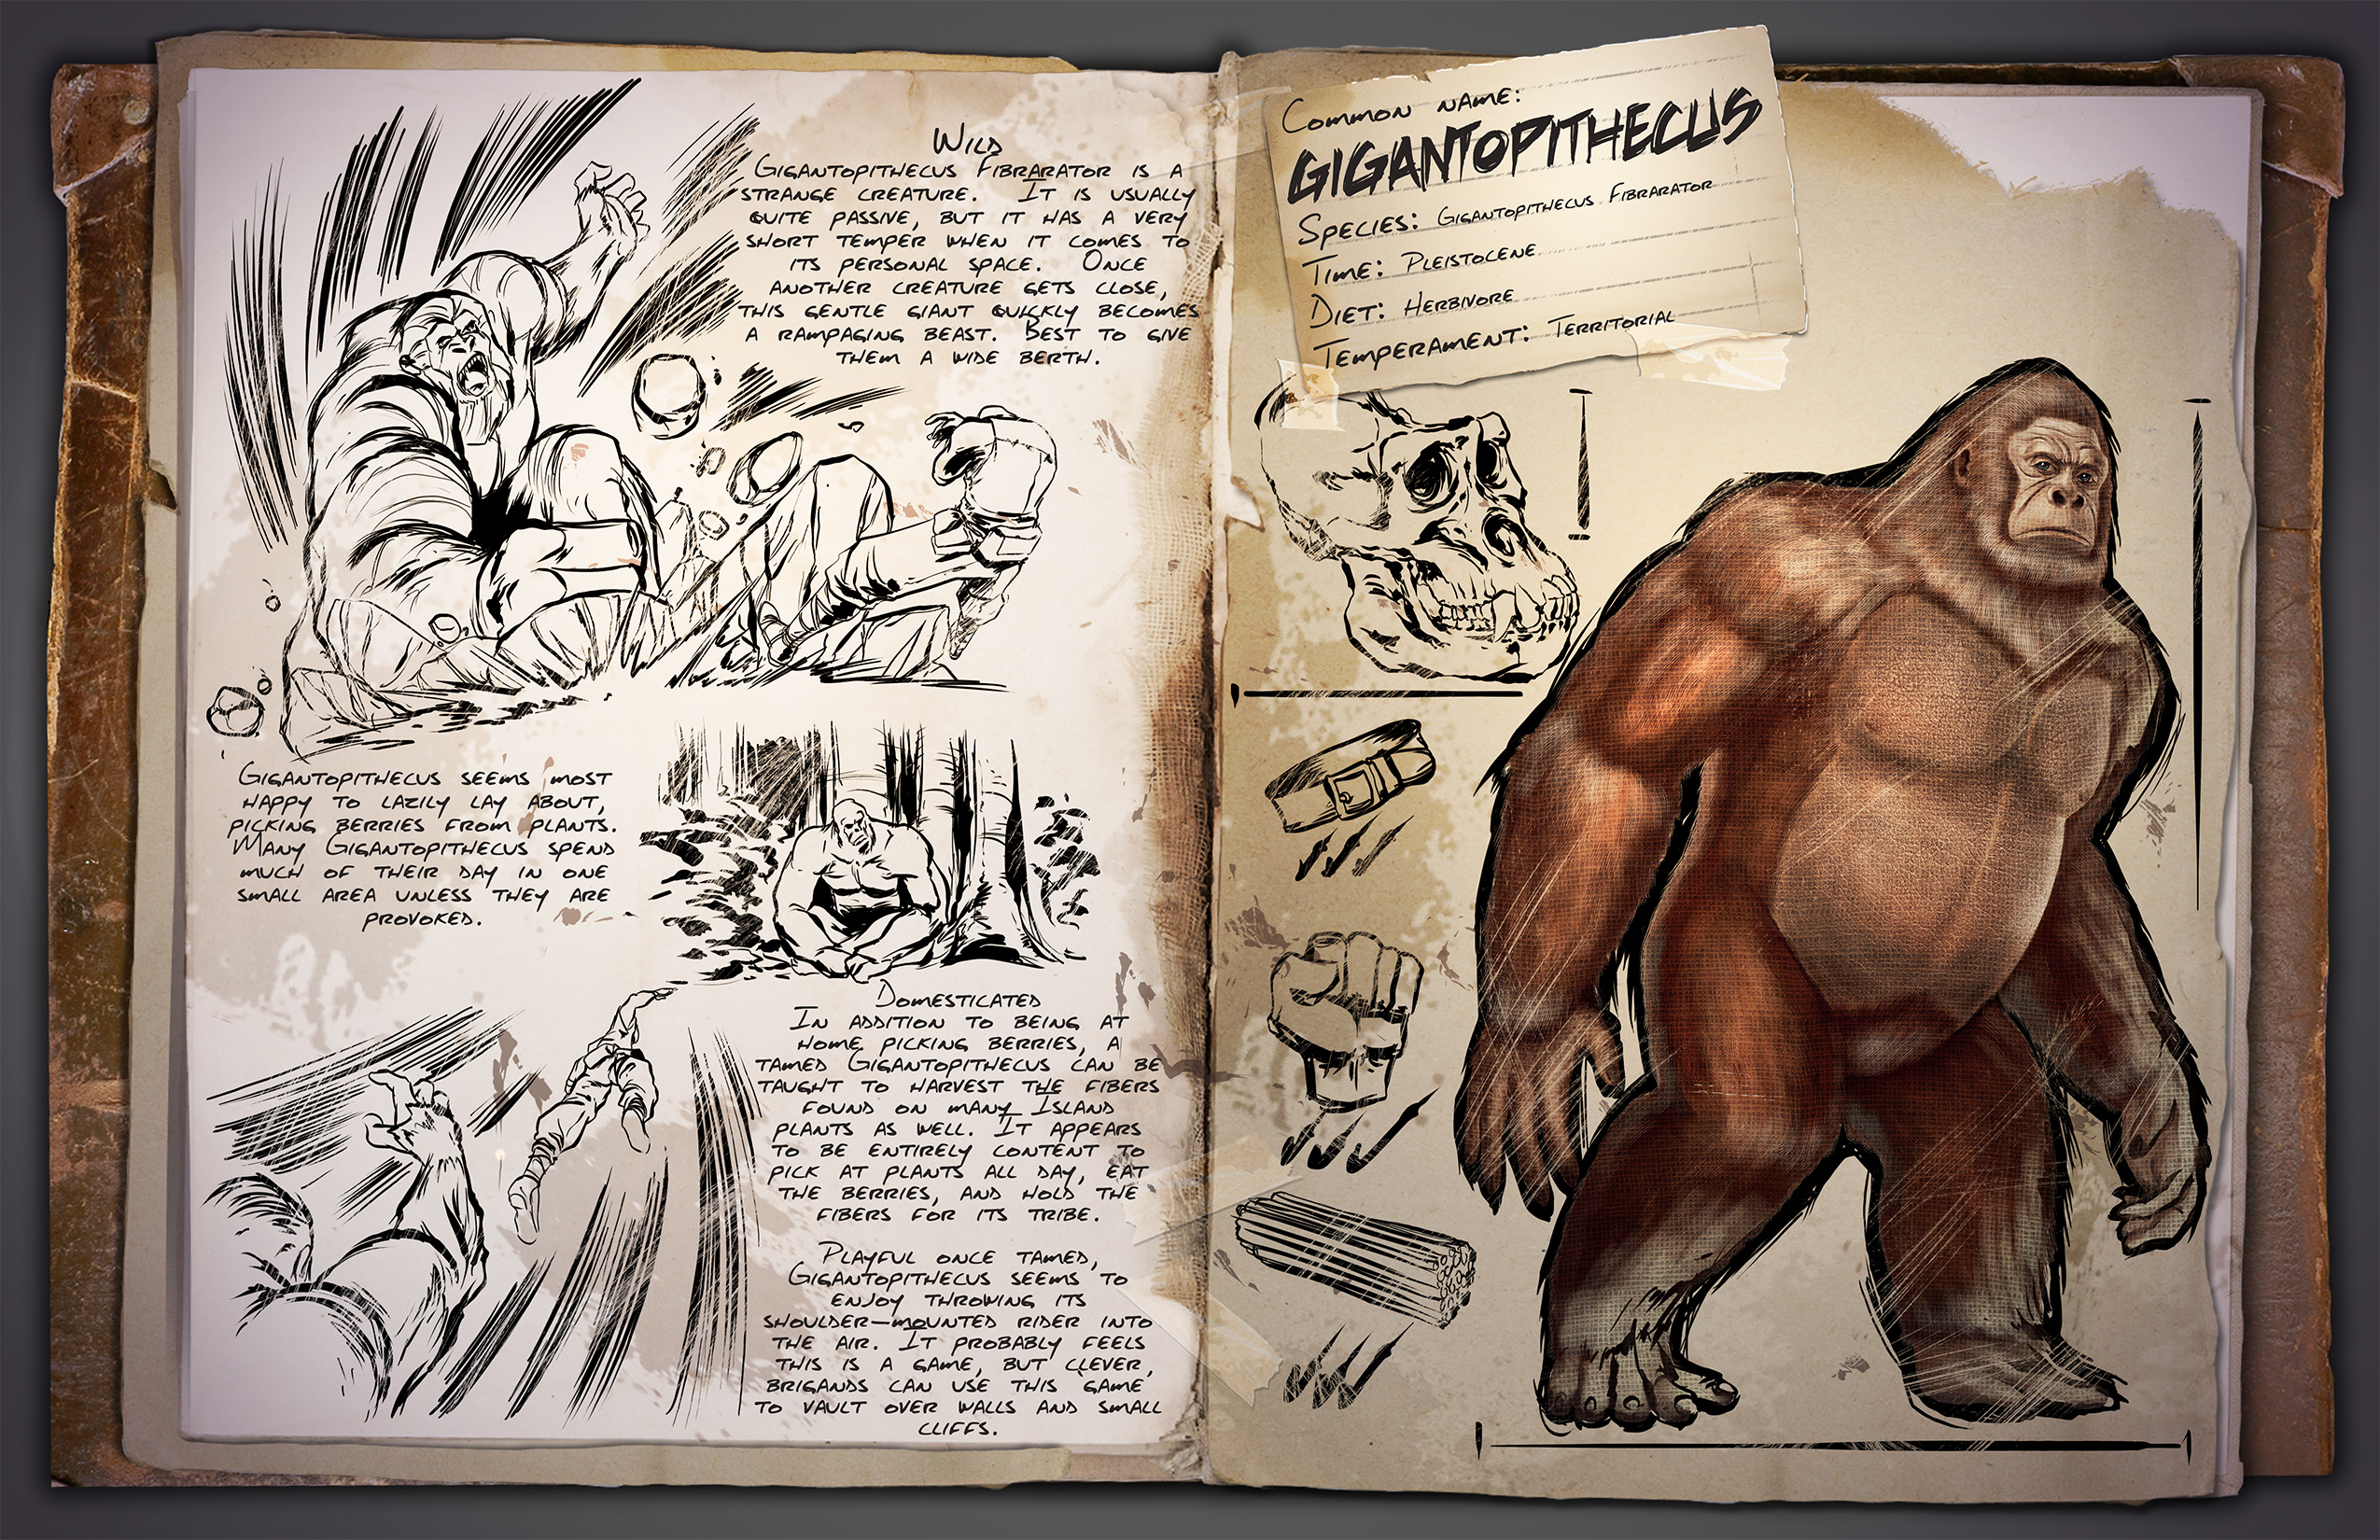 Wild
Gigantopithecus Fibrarator is a
strange creature. It is usually
quite passive, but it has a very
short temper when it comes to
its personal space. Once
another creature gets close,
this gentle giant quickly becomes
a rampaging beast. Best to give
them a wide berth.
Gigantopithecus seems most
happy to lazily lay about,
picking berries from plants.
Many Gigantopithecus spend
much of their day in one
small area unless they are
provoked.
Domesticated
In addition to being at
home picking berries, a
tamed Gigantopithecus can be
taught to harvest the fibers
found on many Island
plants as well. It appears
to be entirely content to
pick at plants all day, eat
the berries, and hold the
fibers for its tribe.
Playful once tamed,
Gigantopithecus seems to
enjoy throwing its
shoulder-mounted rider into
the air. It probably feels
this is a game, but clever,
brigands can use this 'game'
to vault over walls and small
cliffs.
Common name:
GIGANTOPITHECUS
Species: Gigantopithecus Fibrarator
Time: Pleistocene
Diet: Herbivore
Temperament: Territorial